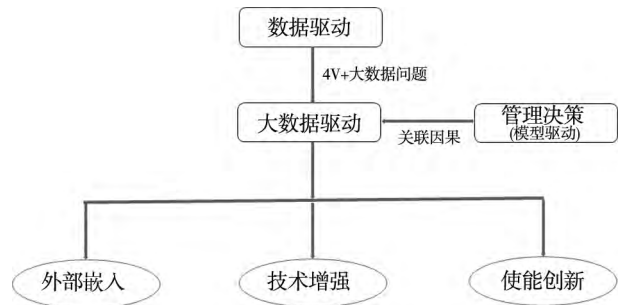 数据驱动
4V+大数据问题
大数据驱动
关联因果
管理决策
(模型驱动)
外部嵌入
技术增强
使能创新